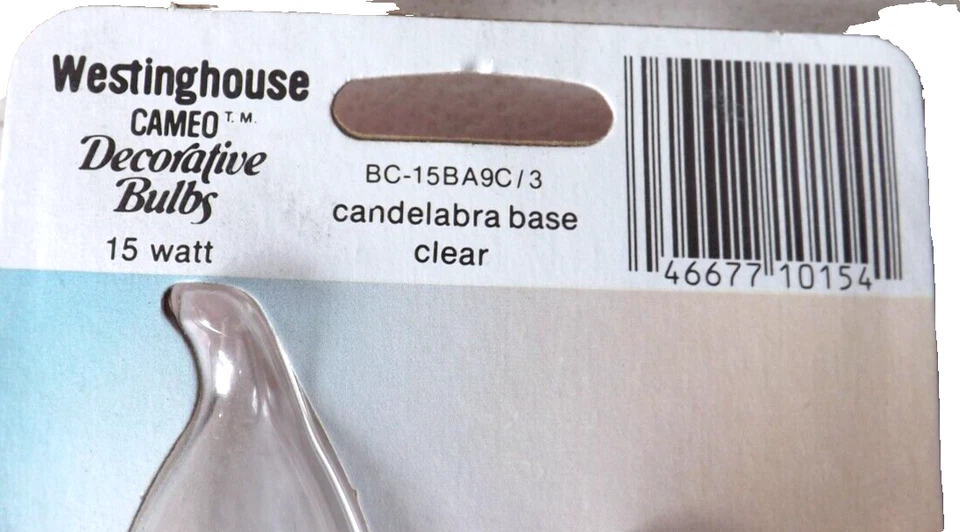 Westinghouse
CAMEO T.M.
Decorative
Bulbs
15 watt
BC-15BA9C/3
candelabra base
clear
46677 10154